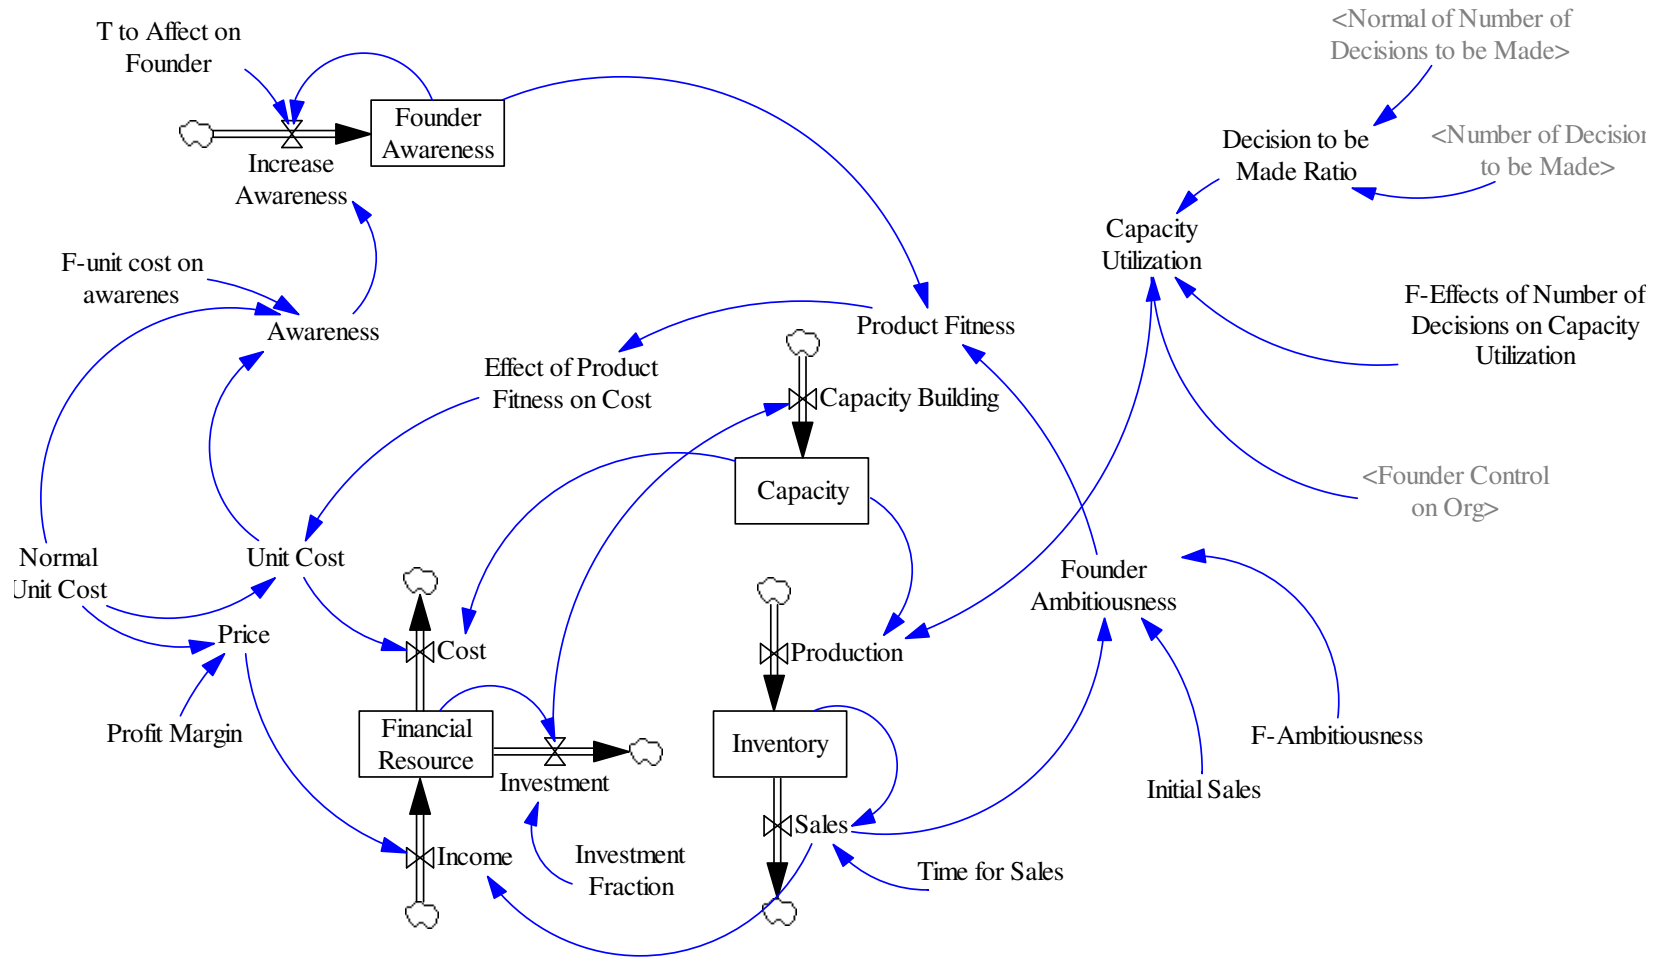 T to Affect on
Founder
<Normal of Number of
Decisions to be Made>
Founder
Awareness
Increase
Awareness
Decision to be
Made Ratio
<Number of Decision
to be Made>
Capacity
Utilization
F-unit cost on
awarenes
Awareness
F-Effects of Number of
Decisions on Capacity
Utilization
Product Fitness
Effect of Product
Fitness on Cost
Capacity Building
Capacity
<Founder Control
on Org>
Normal
Unit Cost
Unit Cost
Founder
Ambitiousness
Price
Cost
Production
Profit Margin
Financial
Resource
Investment
Inventory
F-Ambitiousness
Initial Sales
Sales
Income
Investment
Fraction
Time for Sales